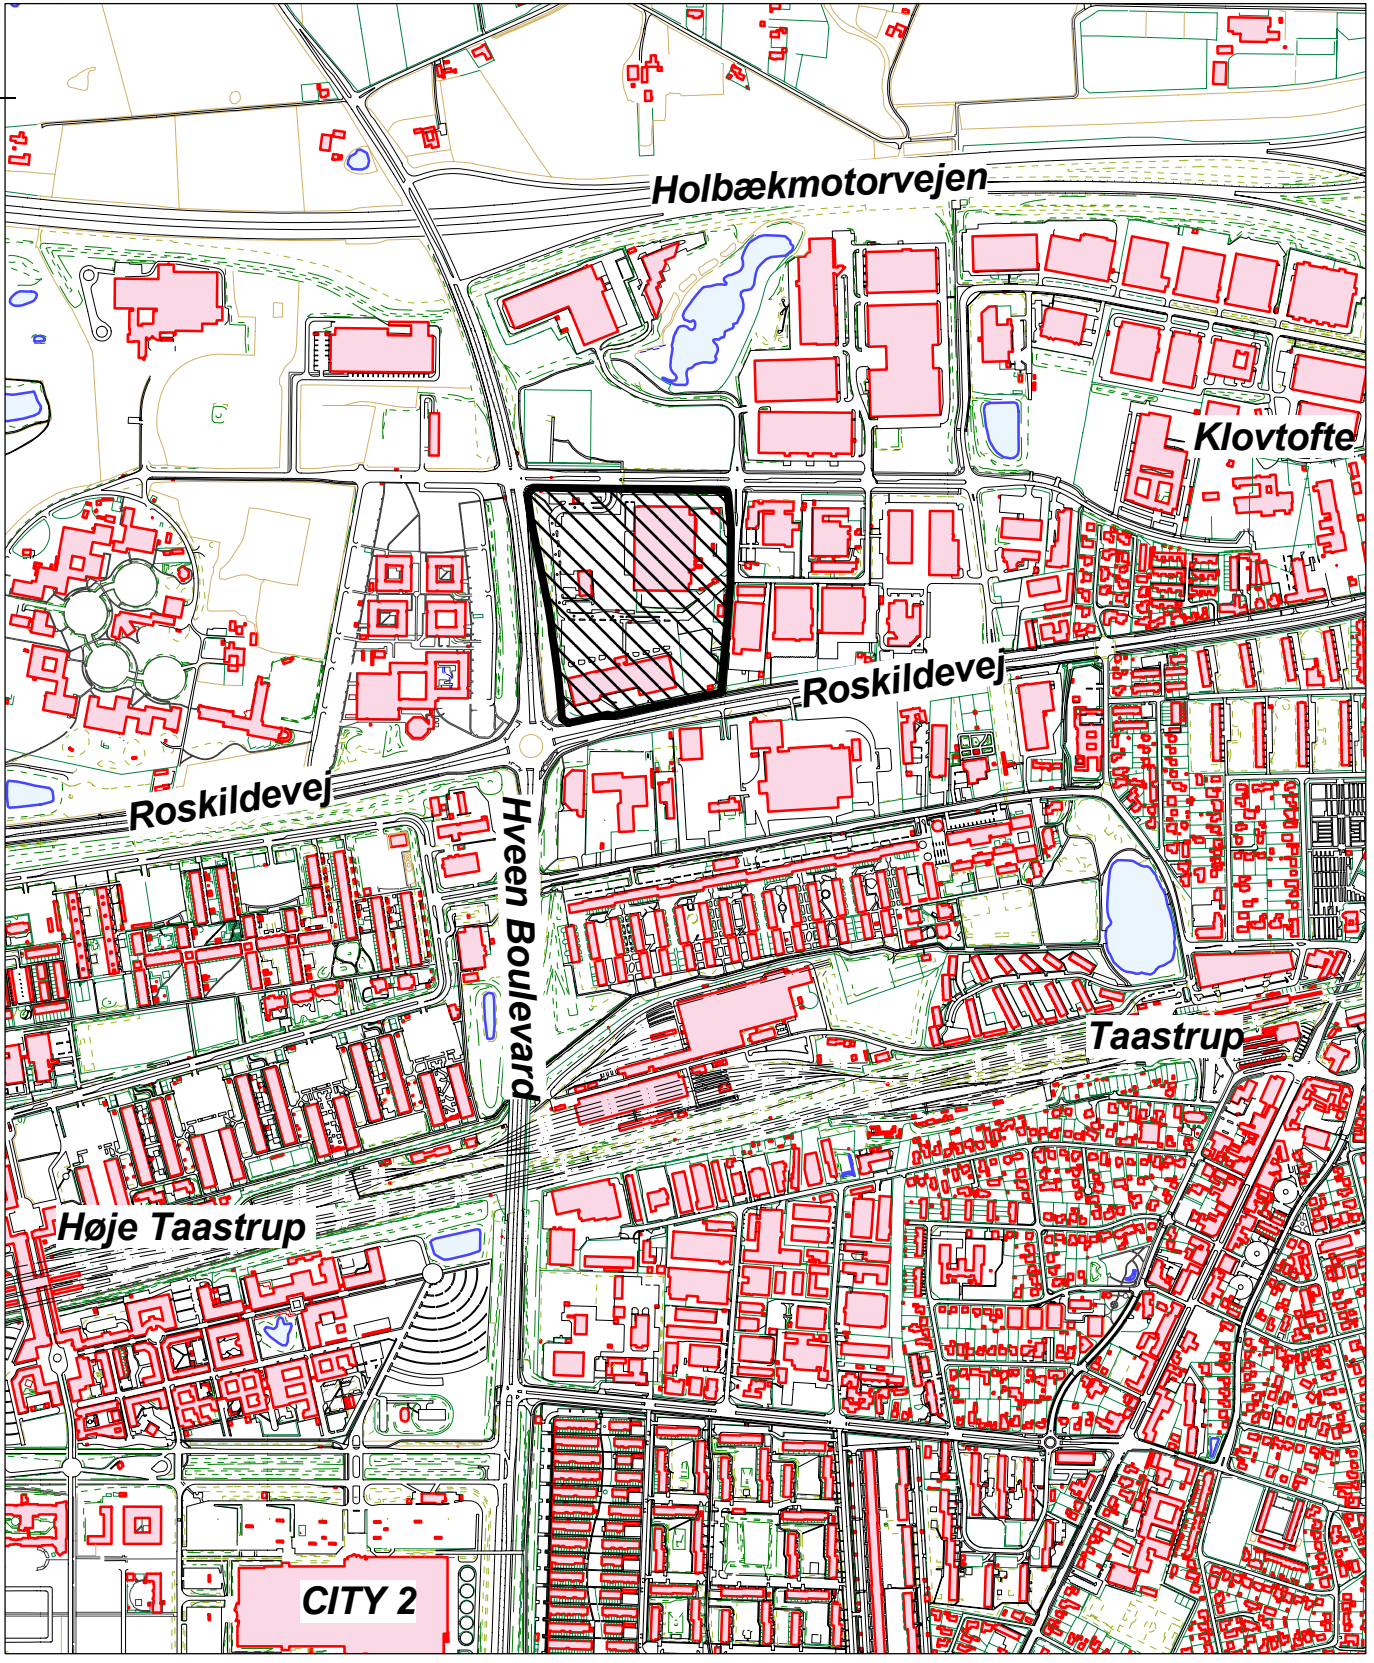 Holbækmotorvejen
Klovtofte
Roskildevej
Roskildevej
Hveen Boulevard
Taastrup
Høje Taastrup
CITY 2